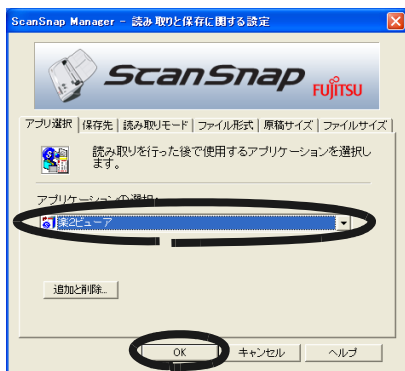 ScanSnap Manager - 読み取りと保存に関する設定
ScanSnap
FUJITSU
アプリ選択 保存先 読み取りモード ファイル形式 原稿サイズ ファイルサイズ
読み取りを行った後で使用するアプリケーションを選択し
ます。
アプリケーションの選択:
楽2ビューア
追加と削除...
OK キャンセル ヘルプ